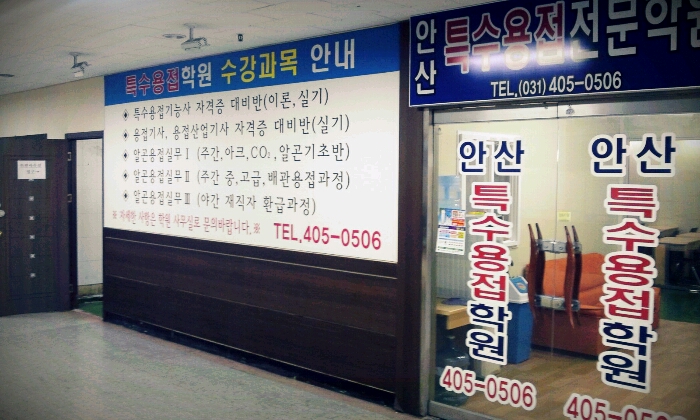 특수용접학원 수강과목 안내
◆ 특수용접기능사 자격증 대비반(이론,실기)
◆ 용접기사, 용접산업기사 자격증 대비반(실기)
◆ 알곤용접실무Ⅰ (주간,아크,CO₂,알곤기초반)
◆ 알곤용접실무Ⅱ (주간 중,고급,배관용접과정)
◆ 알곤용접실무Ⅲ (야간 재직자 환급과정)
※ 자세한 사항은 학원 사무실로 문의바랍니다.※
TEL.405-0506
안산 특수용접전문학원
TEL.(031) 405-0506
안산
특수용접학원
405-0506
안산
특수용접학원
405-050